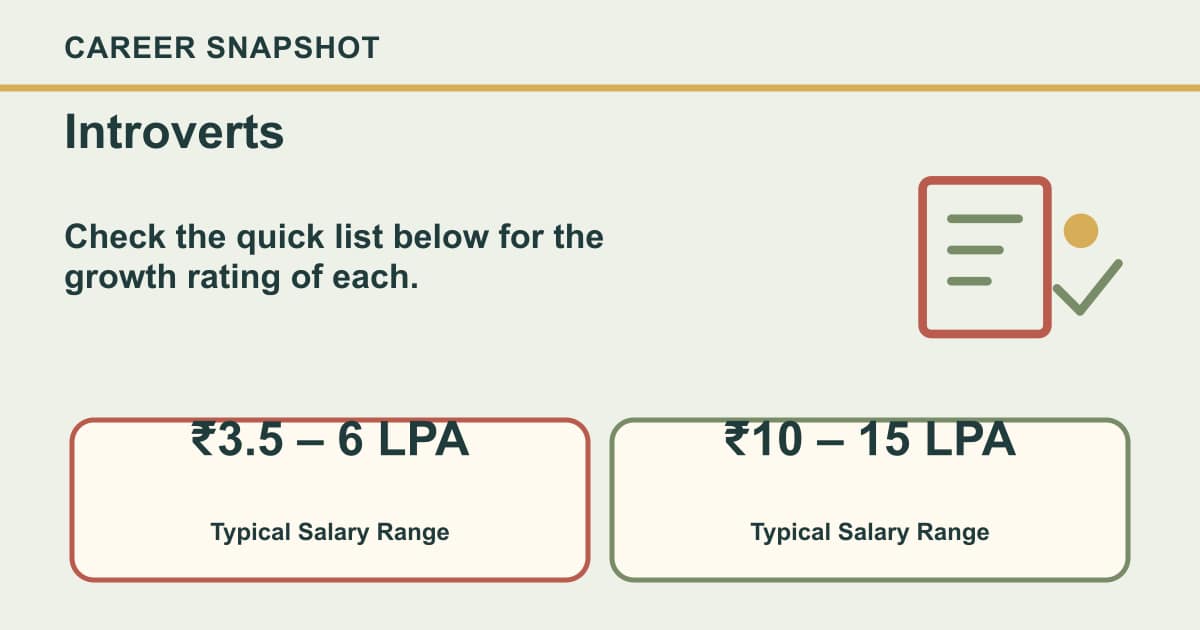 CAREER SNAPSHOT
Introverts
Check the quick list below for the
growth rating of each.
₹3.5 – 6 LPA
Typical Salary Range
₹10 – 15 LPA
Typical Salary Range